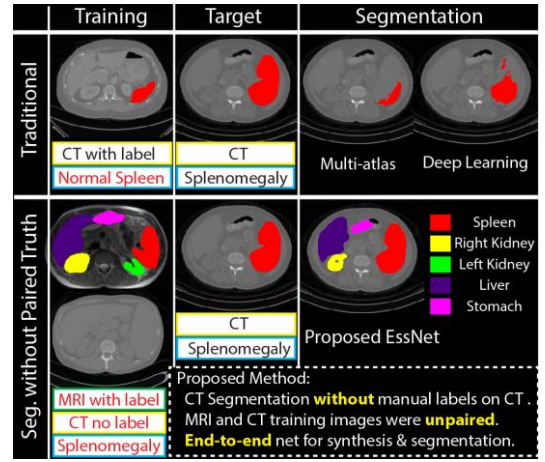 Training
Target
Segmentation
Traditional
CT with label
Normal Spleen
CT
Splenomegaly
Multi-atlas
Deep Learning
Seg. without Paired Truth
MRI with label
CT no label
Splenomegaly
CT
Splenomegaly
Spleen
Right Kidney
Left Kidney
Liver
Stomach
Proposed EssNet
Proposed Method:
CT Segmentation without manual labels on CT .
MRI and CT training images were unpaired.
End-to-end net for synthesis & segmentation.